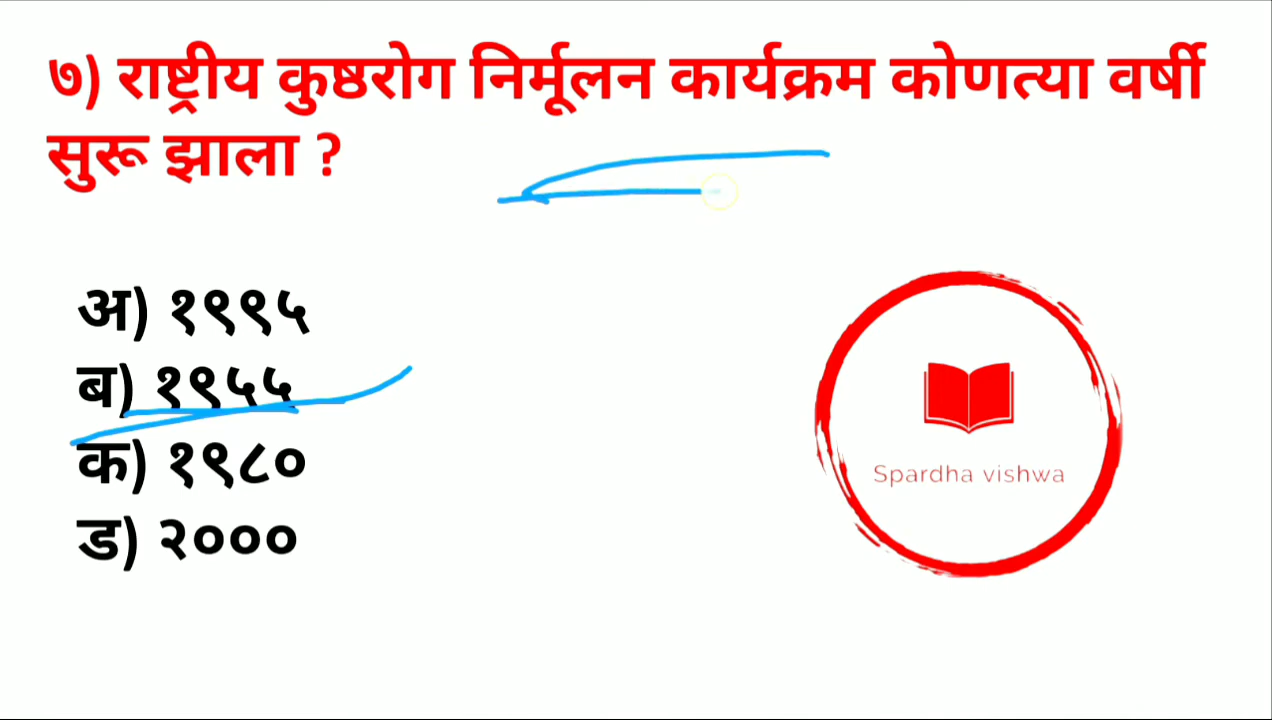 ७) राष्ट्रीय कुष्ठरोग निर्मूलन कार्यक्रम कोणत्या वर्षी
सुरू झाला ?
अ) १९९५
ब) १९५५
क) १९८०
ड) २०००
Spardha vishwa